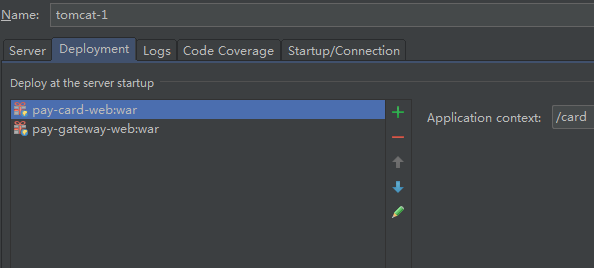 Name: tomcat-1
Server Deployment Logs Code Coverage Startup/Connection
Deploy at the server startup
pay-card-web:war
pay-gateway-web:war
Application context: /card